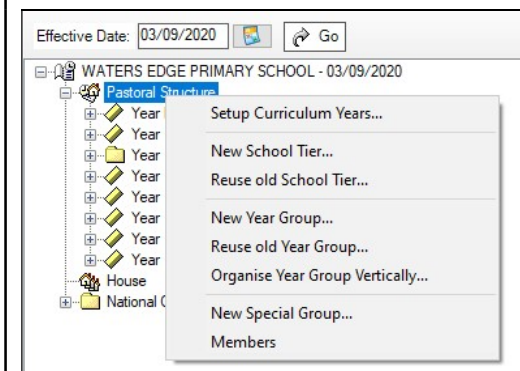 Effective Date: 03/09/2020 Go
WATERS EDGE PRIMARY SCHOOL - 03/09/2020
Pastoral Structure
Year
Year
Year
Year
Year
Year
Year
Year
House
National C
Setup Curriculum Years...
New School Tier...
Reuse old School Tier...
New Year Group...
Reuse old Year Group...
Organise Year Group Vertically...
New Special Group...
Members